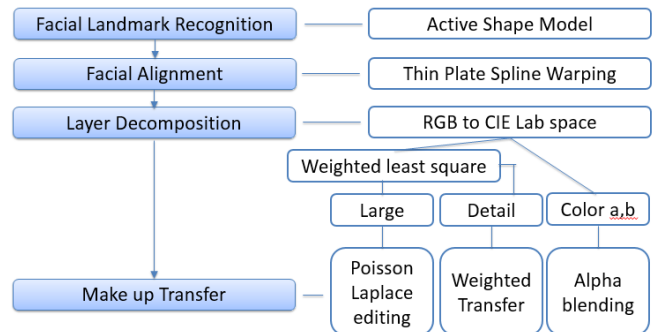 Facial Landmark Recognition
Active Shape Model
Facial Alignment
Thin Plate Spline Warping
Layer Decomposition
RGB to CIE Lab space
Weighted least square
Large
Detail
Color a,b
Make up Transfer
Poisson
Laplace
editing
Weighted
Transfer
Alpha
blending